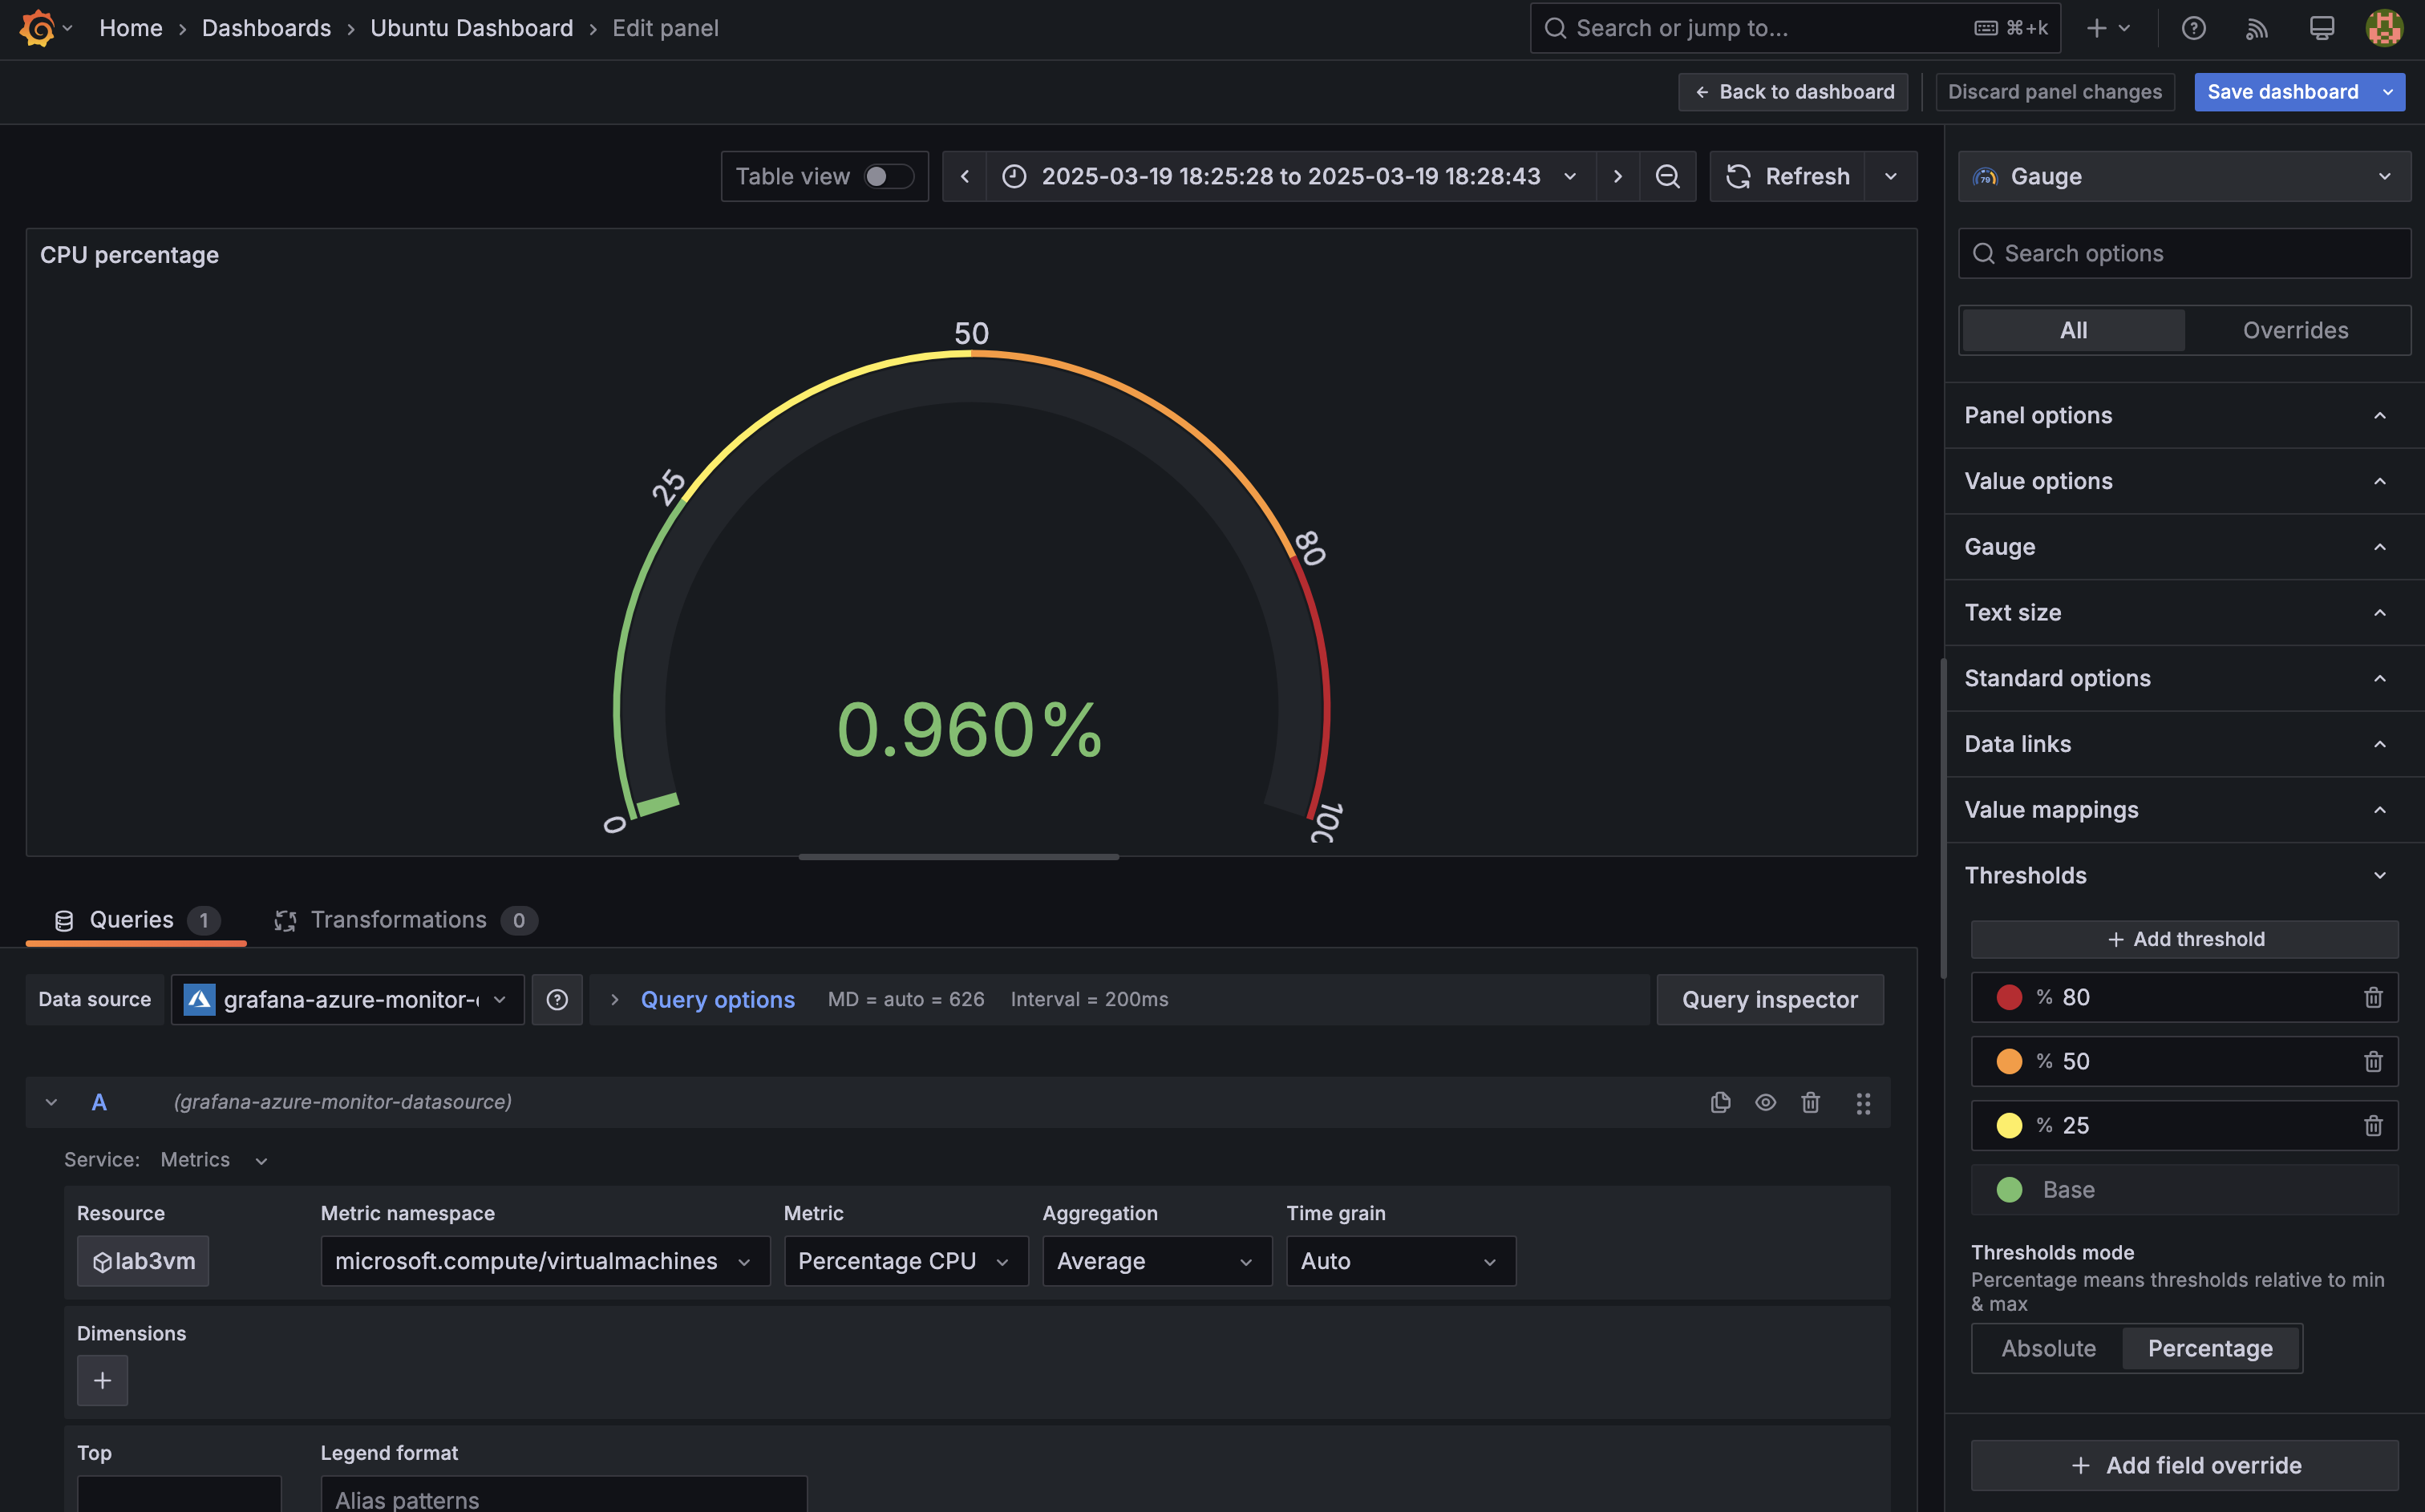 Home › Dashboards › Ubuntu Dashboard › Edit panel
Search or jump to... ⌘+k
← Back to dashboard
Discard panel changes
Save dashboard
Table view
2025-03-19 18:25:28 to 2025-03-19 18:28:43
Refresh
79
Gauge
CPU percentage
0
25
50
80
100
0.960%
Search options
All
Overrides
Panel options
Value options
Gauge
Text size
Standard options
Data links
Value mappings
Thresholds
+ Add threshold
% 80
% 50
% 25
Base
Thresholds mode
Percentage means thresholds relative to min
& max
Absolute
Percentage
+ Add field override
Queries 1
Transformations 0
Data source
grafana-azure-monitor-
Query options
MD = auto = 626
Interval = 200ms
Query inspector
A
(grafana-azure-monitor-datasource)
Service: Metrics
Resource
Metric namespace
Metric
Aggregation
Time grain
lab3vm
microsoft.compute/virtualmachines
Percentage CPU
Average
Auto
Dimensions
+
Top
Legend format
Alias patterns